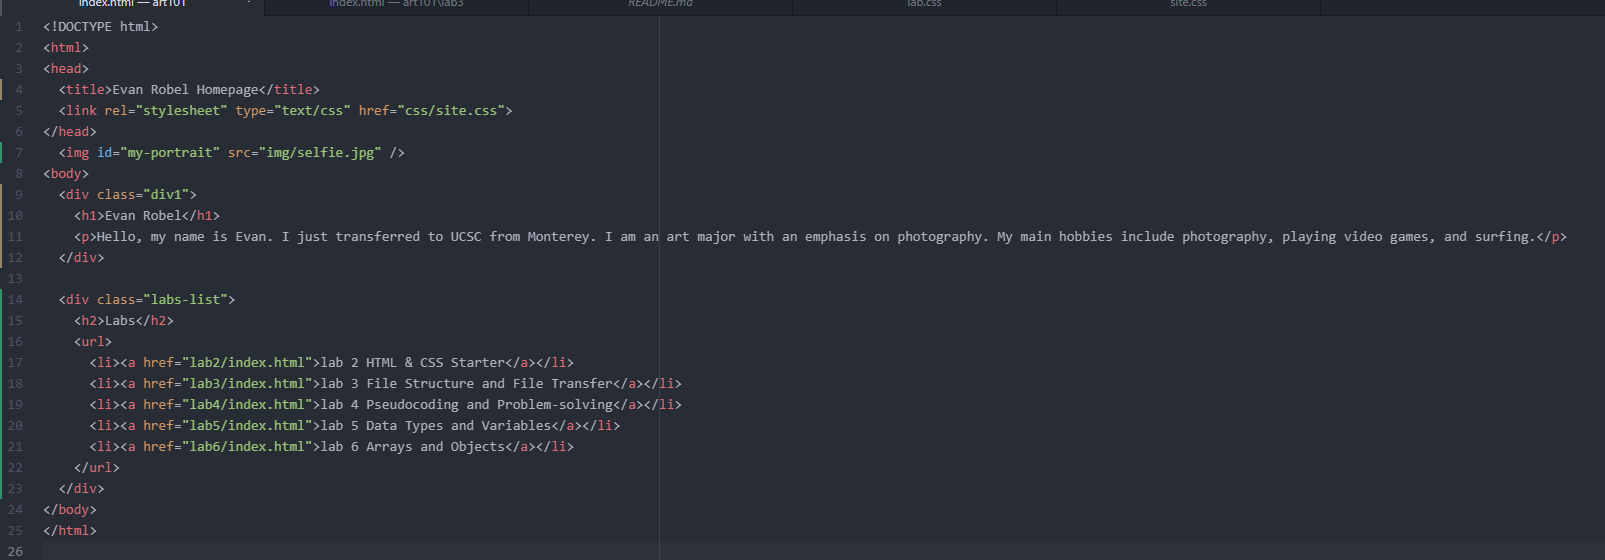 index.html — art101
index.html — art101\lab3
README.md
lab.css
site.css
1 <!DOCTYPE html>
2 <html>
3 <head>
4 <title>Evan Robel Homepage</title>
5 <link rel="stylesheet" type="text/css" href="css/site.css">
6 </head>
7 <img id="my-portrait" src="img/selfie.jpg" />
8 <body>
9 <div class="div1">
10 <h1>Evan Robel</h1>
11 <p>Hello, my name is Evan. I just transferred to UCSC from Monterey. I am an art major with an emphasis on photography. My main hobbies include photography, playing video games, and surfing.</p>
12 </div>
13
14 <div class="labs-list">
15 <h2>Labs</h2>
16 <url>
17 <li><a href="lab2/index.html">lab 2 HTML & CSS Starter</a></li>
18 <li><a href="lab3/index.html">lab 3 File Structure and File Transfer</a></li>
19 <li><a href="lab4/index.html">lab 4 Pseudocoding and Problem-solving</a></li>
20 <li><a href="lab5/index.html">lab 5 Data Types and Variables</a></li>
21 <li><a href="lab6/index.html">lab 6 Arrays and Objects</a></li>
22 </url>
23 </div>
24 </body>
25 </html>
26